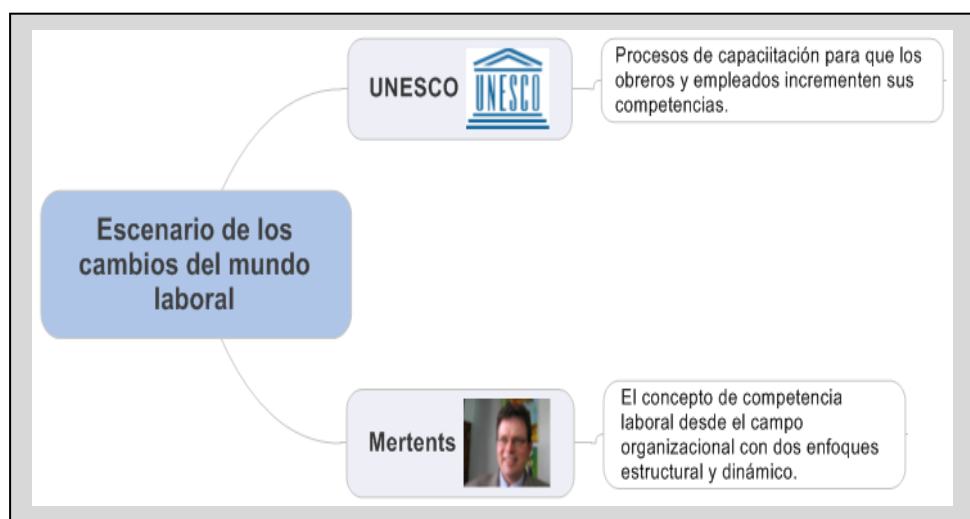 UNESCO
UNESCO
Procesos de capaciitación para que los
obreros y empleados incrementen sus
competencias.
Escenario de los
cambios del mundo
laboral
Mertents
El concepto de competencia
laboral desde el campo
organizacional con dos enfoques
estructural y dinámico.